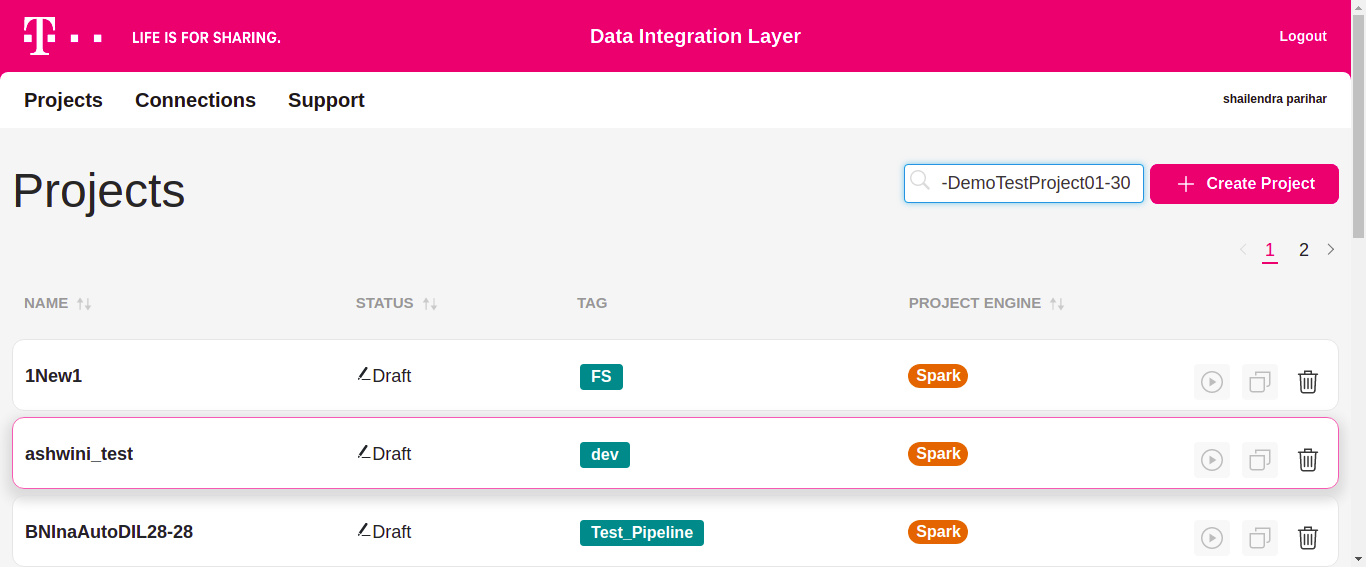 T
LIFE IS FOR SHARING.
Data Integration Layer
Logout
Projects Connections Support
shailendra parihar
Projects
-DemoTestProject01-30
Create Project
1 2
NAME STATUS TAG PROJECT ENGINE
1New1 Draft FS Spark
ashwini_test Draft dev Spark
BNInaAutoDIL28-28 Draft Test_Pipeline Spark